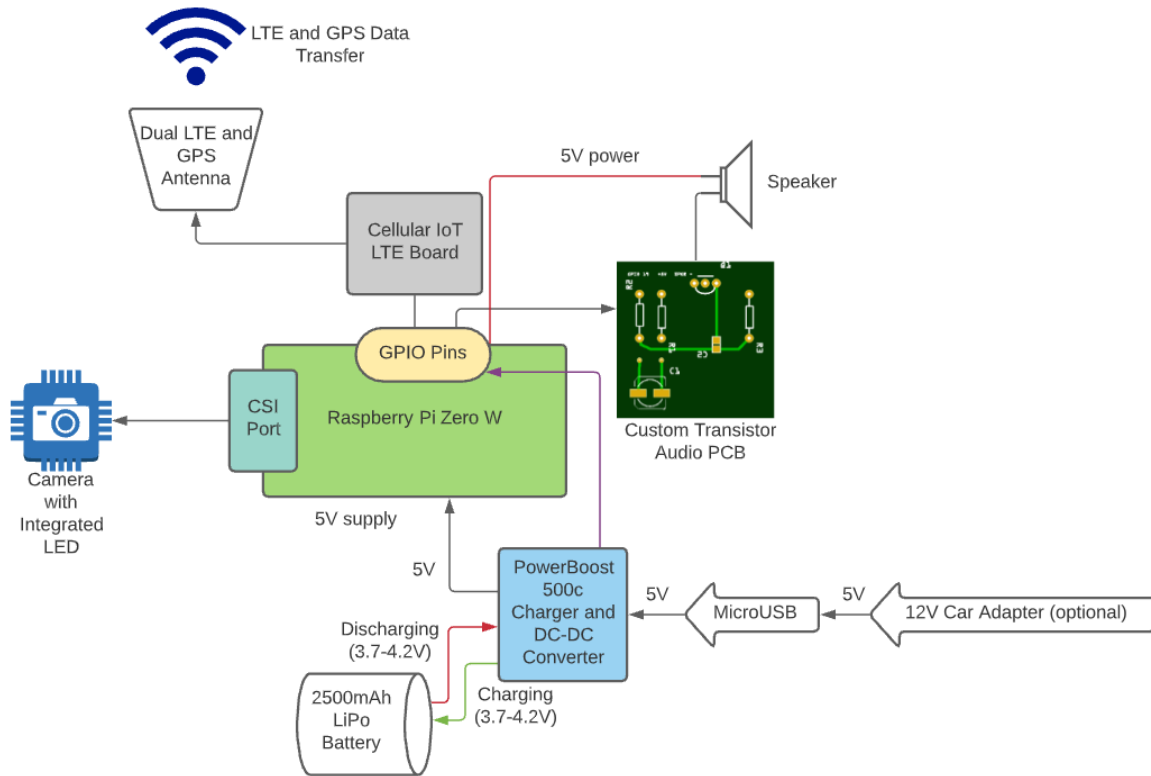 LTE and GPS Data
Transfer
Dual LTE and
GPS
Antenna
5V power
Speaker
Cellular IoT
LTE Board
GPIO Pins
CSI
Port
Raspberry Pi Zero W
C2
C1
Custom Transistor
Audio PCB
Camera
with
Integrated
LED
5V supply
5V
PowerBoost
500c
Charger and
DC-DC
Converter
5V
MicroUSB
5V
12V Car Adapter (optional)
Discharging
(3.7-4.2V)
Charging
(3.7-4.2V)
2500mAh
LiPo
Battery